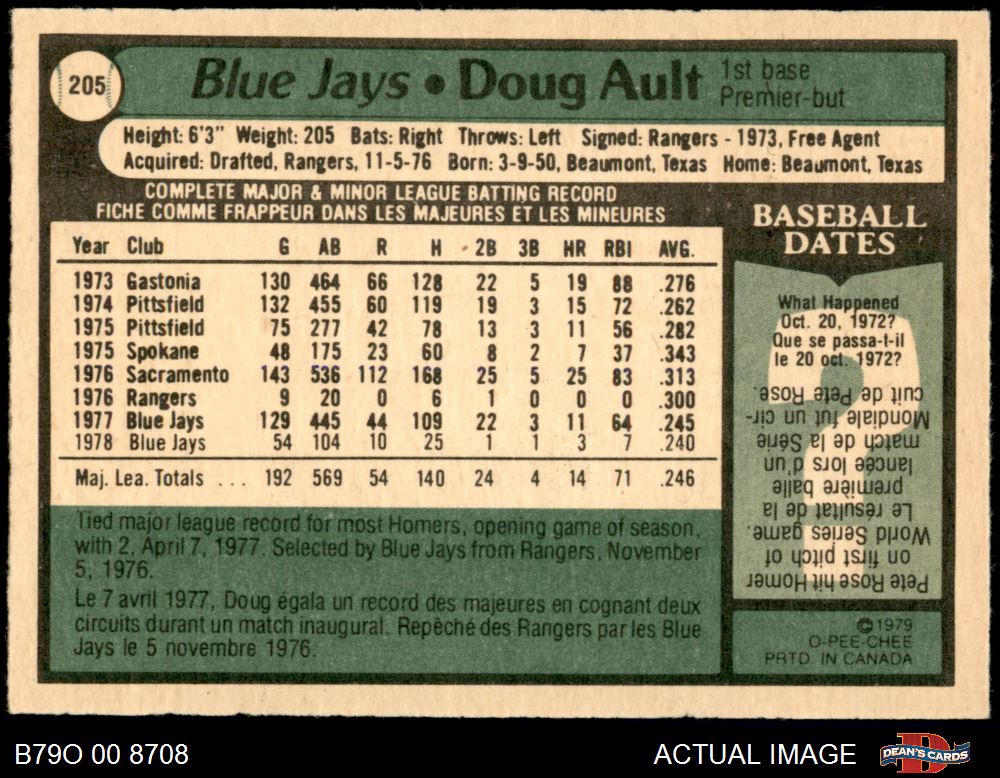 205
Blue Jays • Doug Ault
1st base
Premier-but
Height: 6'3" Weight: 205 Bats: Right Throws: Left Signed: Rangers - 1973, Free Agent
Acquired: Drafted, Rangers, 11-5-76 Born: 3-9-50, Beaumont, Texas Home: Beaumont, Texas
COMPLETE MAJOR & MINOR LEAGUE BATTING RECORD
FICHE COMME FRAPPEUR DANS LES MAJEURES ET LES MINEURES
Year Club G AB R H 2B 3B HR RBI AVG.
1973 Gastonia 130 464 66 128 22 5 19 88 .276
1974 Pittsfield 132 455 60 119 19 3 15 72 .262
1975 Pittsfield 75 277 42 78 13 3 11 56 .282
1975 Spokane 48 175 23 60 8 2 7 37 .343
1976 Sacramento 143 536 112 168 25 5 25 83 .313
1976 Rangers 9 20 0 6 1 0 0 0 .300
1977 Blue Jays 129 445 44 109 22 3 11 64 .245
1978 Blue Jays 54 104 10 25 1 1 3 7 .240
Maj. Lea. Totals ... 192 569 54 140 24 4 14 71 .246
Tied major league record for most Homers, opening game of season,
with 2, April 7, 1977. Selected by Blue Jays from Rangers, November
5, 1976.
Le 7 avril 1977, Doug égala un record des majeures en cognant deux
circuits durant un match inaugural. Repêché des Rangers par les Blue
Jays le 5 novembre 1976.
BASEBALL
DATES
What Happened
Oct. 20, 1972?
Que se passa-t-il
le 20 oct. 1972?
Pete Rose hit Homer
on first pitch of
World Series game.
Le résultat de la
première balle
lancée lors d'un
match de la Série
Mondiale fut un cir-
cuit de Pete Rose.
©1979
O-PEE-CHEE
PRTD. IN CANADA
B79O 00 8708
ACTUAL IMAGE
DEAN'S CARDS